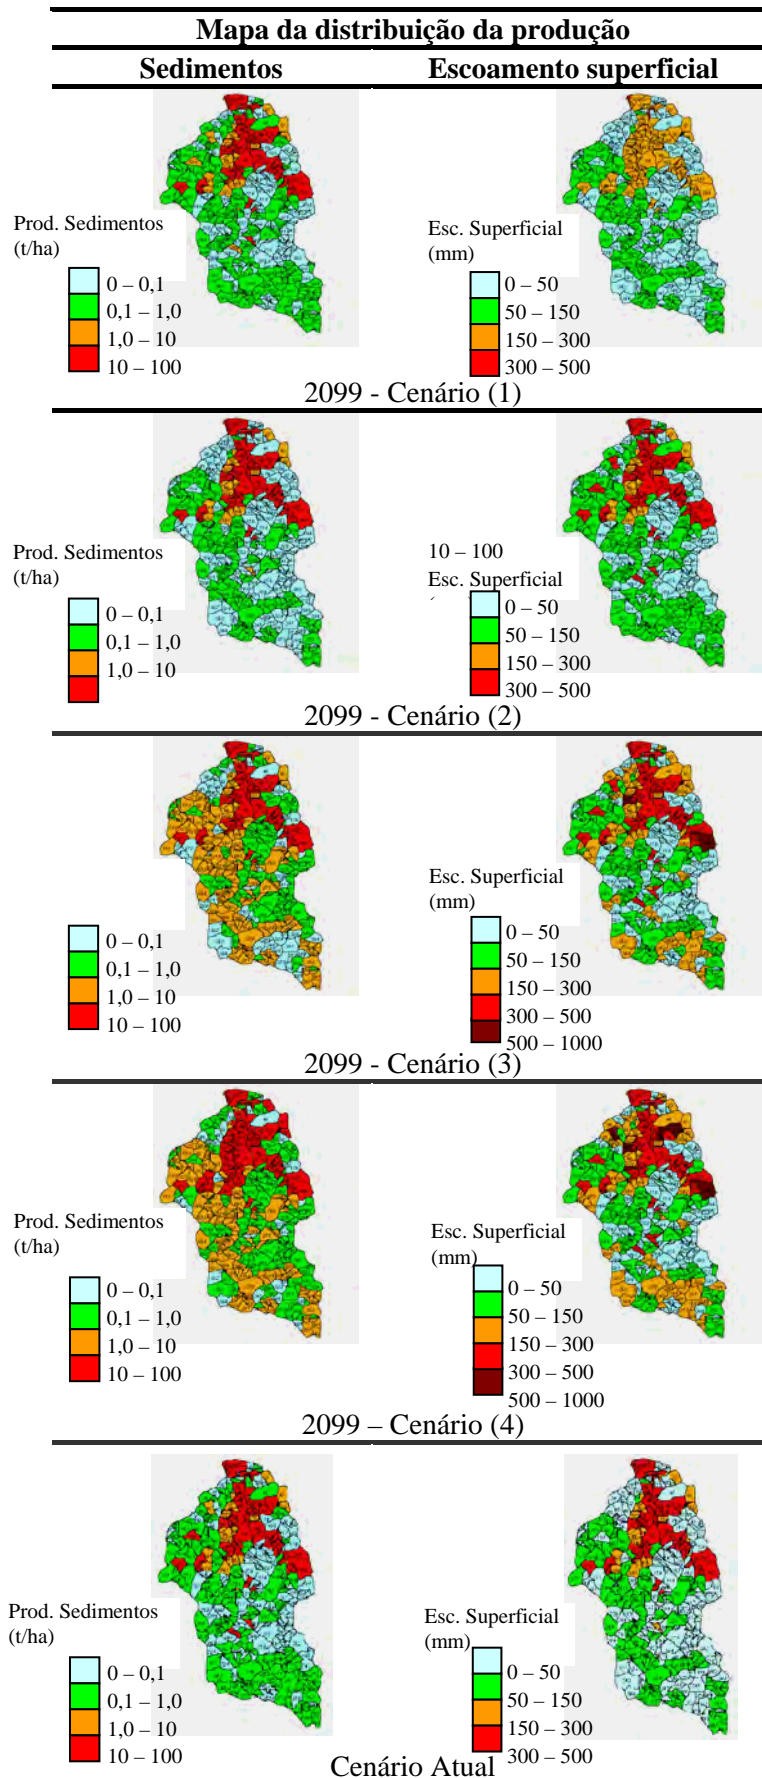 Mapa da distribuição da produção
Sedimentos
Escoamento superficial
Prod. Sedimentos
(t/ha)
0 – 0,1
0,1 – 1,0
1,0 – 10
10 – 100
Esc. Superficial
(mm)
0 – 50
50 – 150
150 – 300
300 – 500
2099 - Cenário (1)
Prod. Sedimentos
(t/ha)
0 – 0,1
0,1 – 1,0
1,0 – 10
10 – 100
Esc. Superficial
0 – 50
50 – 150
150 – 300
300 – 500
2099 - Cenário (2)
0 – 0,1
0,1 – 1,0
1,0 – 10
10 – 100
Esc. Superficial
(mm)
0 – 50
50 – 150
150 – 300
300 – 500
500 – 1000
2099 - Cenário (3)
Prod. Sedimentos
(t/ha)
0 – 0,1
0,1 – 1,0
1,0 – 10
10 – 100
Esc. Superficial
(mm)
0 – 50
50 – 150
150 – 300
300 – 500
500 – 1000
2099 – Cenário (4)
Prod. Sedimentos
(t/ha)
0 – 0,1
0,1 – 1,0
1,0 – 10
10 – 100
Esc. Superficial
(mm)
0 – 50
50 – 150
150 – 300
300 – 500
Cenário Atual